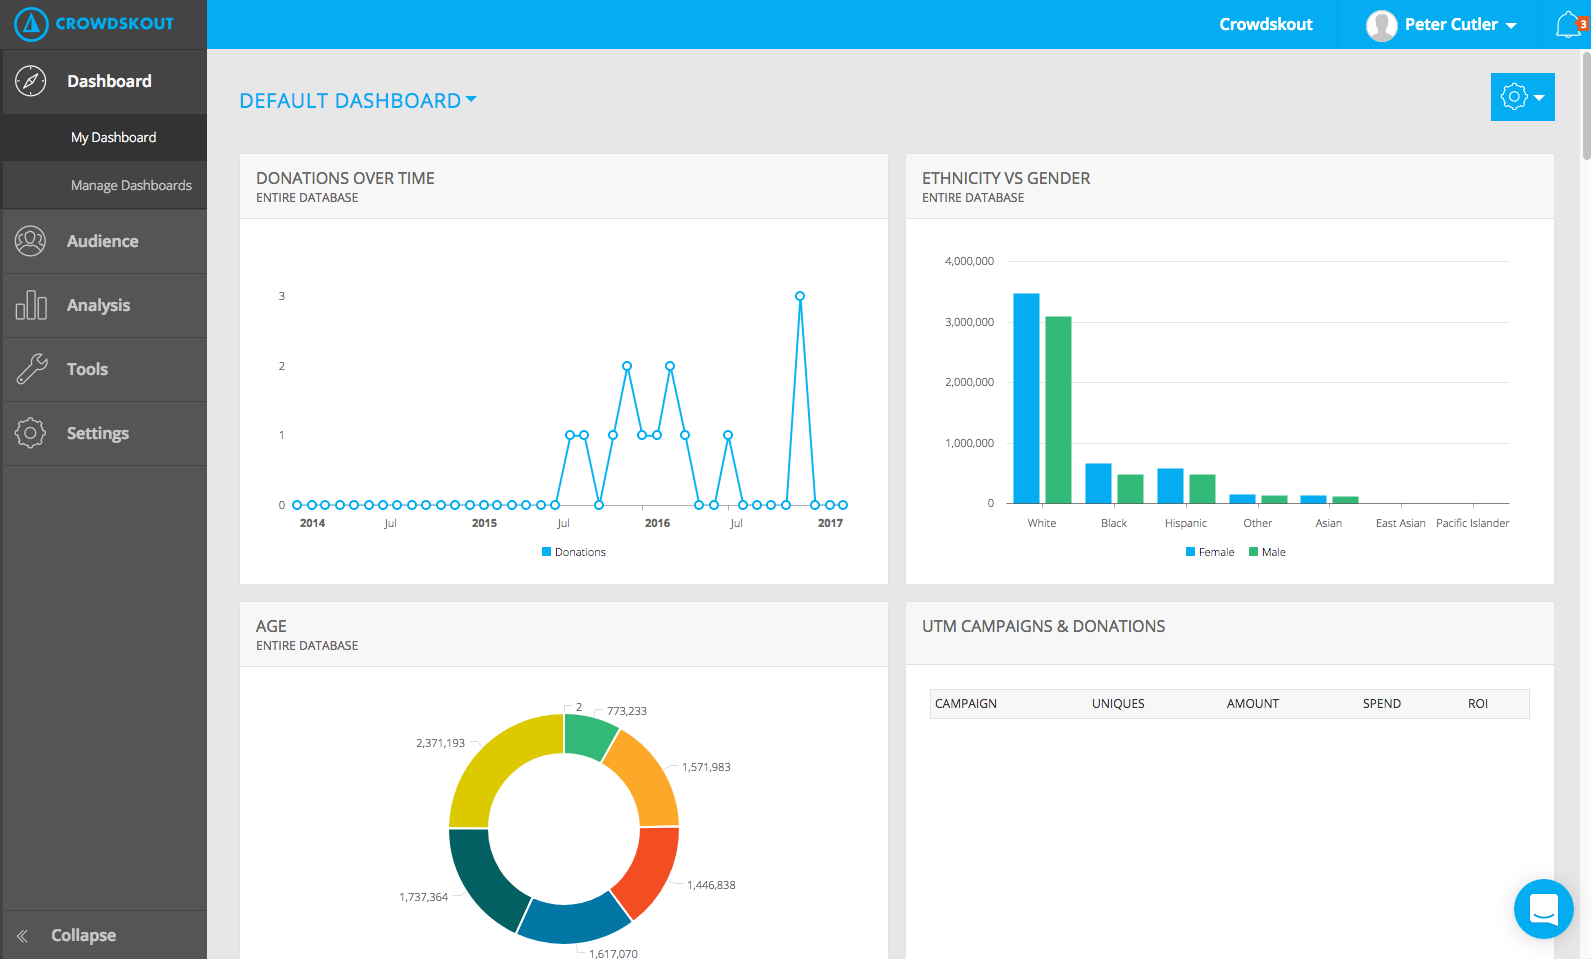 CROWDSKOUT
Crowdskout
Peter Cutler
3
Dashboard
My Dashboard
Manage Dashboards
Audience
Analysis
Tools
Settings
Collapse
DEFAULT DASHBOARD
DONATIONS OVER TIME
ENTIRE DATABASE
3
2
1
0
2014 Jul 2015 Jul 2016 Jul 2017
Donations
ETHNICITY VS GENDER
ENTIRE DATABASE
4,000,000
3,000,000
2,000,000
1,000,000
0
White Black Hispanic Other Asian East Asian Pacific Islander
Female Male
AGE
ENTIRE DATABASE
2
773,233
2,371,193
1,571,983
1,446,838
1,737,364
1,617,070
UTM CAMPAIGNS & DONATIONS
CAMPAIGN UNIQUES AMOUNT SPEND ROI